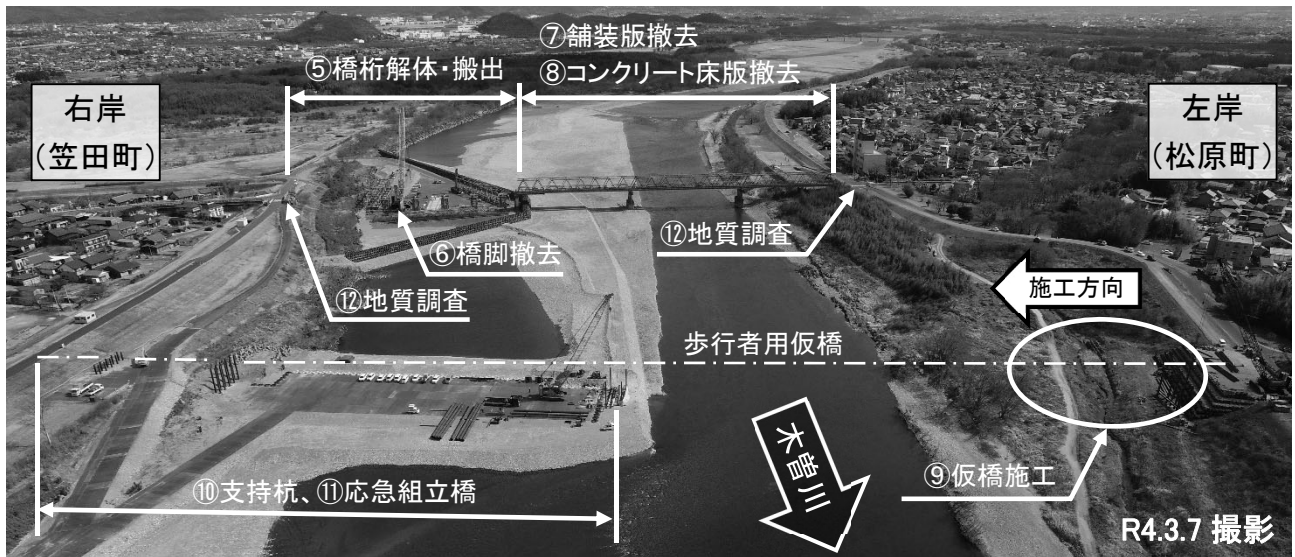 ⑦舗装版撤去
⑤橋桁解体・搬出
⑧コンクリート床版撤去
右岸
(笠田町)
左岸
(松原町)
⑫地質調査
⑥橋脚撤去
⑫地質調査
施工方向
歩行者用仮橋
木曽川
⑩支持杭、⑪応急組立橋
⑨仮橋施工
R4.3.7 撮影